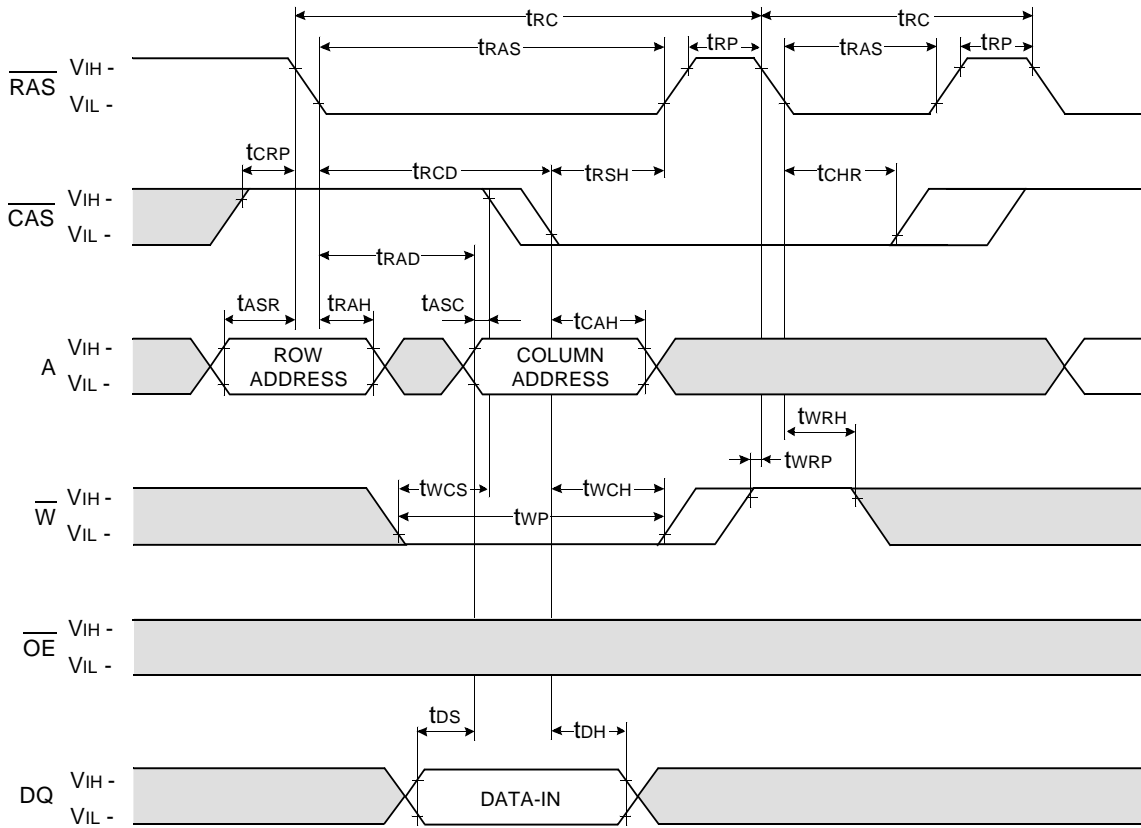 tRC tRC
tRAS tRP tRAS tRP
RAS VIH -
VIL -
tCRP tRCD tRSH tCHR
CAS VIH -
VIL -
tRAD
tASR tRAH tASC tCAH
A VIH -
VIL -
ROW ADDRESS
COLUMN ADDRESS
tWRH
tWRP
tWCS tWCH
tWP
W VIH -
VIL -
OE VIH -
VIL -
tDS tDH
DQ VIH -
VIL -
DATA-IN